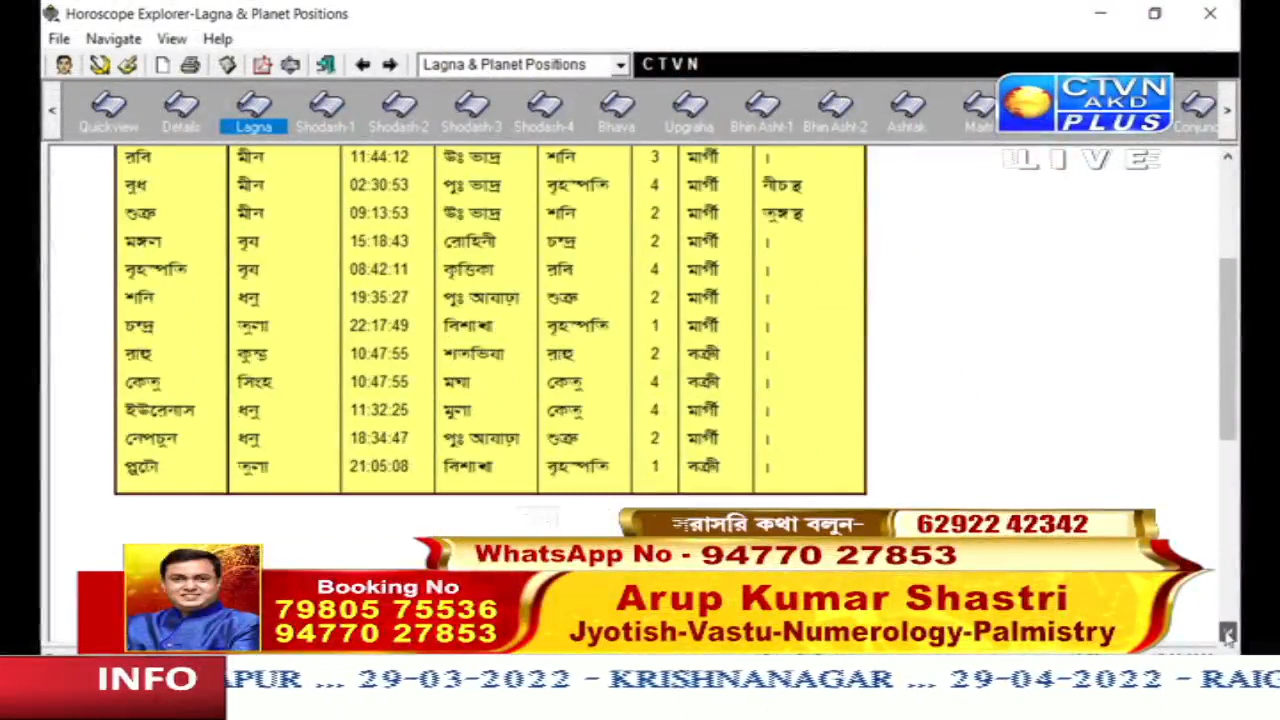 Horoscope Explorer-Lagna & Planet Positions
File Navigate View Help
Lagna & Planet Positions CTVN
Quickview Details Lagna Shodash-1 Shodash-2 Shodash-3 Shodash-4 Bhava Upgraha Bhin Asht-1 Bhin Asht-2 Ashtak
CTVN
AKD
PLUS
LIVE
রবি মীন 11:44:12 উঃ ভাদ্র শনি 3 মার্গী ।
বুধ মীন 02:30:53 পুঃ ভাদ্র বৃহস্পতি 4 মার্গী নীচস্থ
শুক্র মীন 09:13:53 উঃ ভাদ্র শনি 2 মার্গী তুঙ্গস্থ
মঙ্গল বৃষ 15:18:43 রোহিনী চন্দ্র 2 মার্গী ।
বৃহস্পতি বৃষ 08:42:11 কৃত্তিকা রবি 4 মার্গী ।
শনি ধনু 19:35:27 পুঃ আষাঢ়া শুক্র 2 মার্গী ।
চন্দ্র তুলা 22:17:49 বিশাখা বৃহস্পতি 1 মার্গী ।
রাহু কুম্ভ 10:47:55 শতভিষা রাহু 2 বক্রী ।
কেতু সিংহ 10:47:55 মঘা কেতু 4 বক্রী ।
ইউরেনাস ধনু 11:32:25 মুলা কেতু 4 মার্গী ।
নেপচুন ধনু 18:34:47 পুঃ আষাঢ়া শুক্র 2 মার্গী ।
প্লুটো তুলা 21:05:08 বিশাখা বৃহস্পতি 1 বক্রী ।
সরাসরি কথা বলুন- 62922 42342
WhatsApp No - 94770 27853
Booking No
79805 75536
94770 27853
Arup Kumar Shastri
Jyotish-Vastu-Numerology-Palmistry
INFO APUR ... 29-03-2022 - KRISHNANAGAR ... 29-04-2022 - RAIG